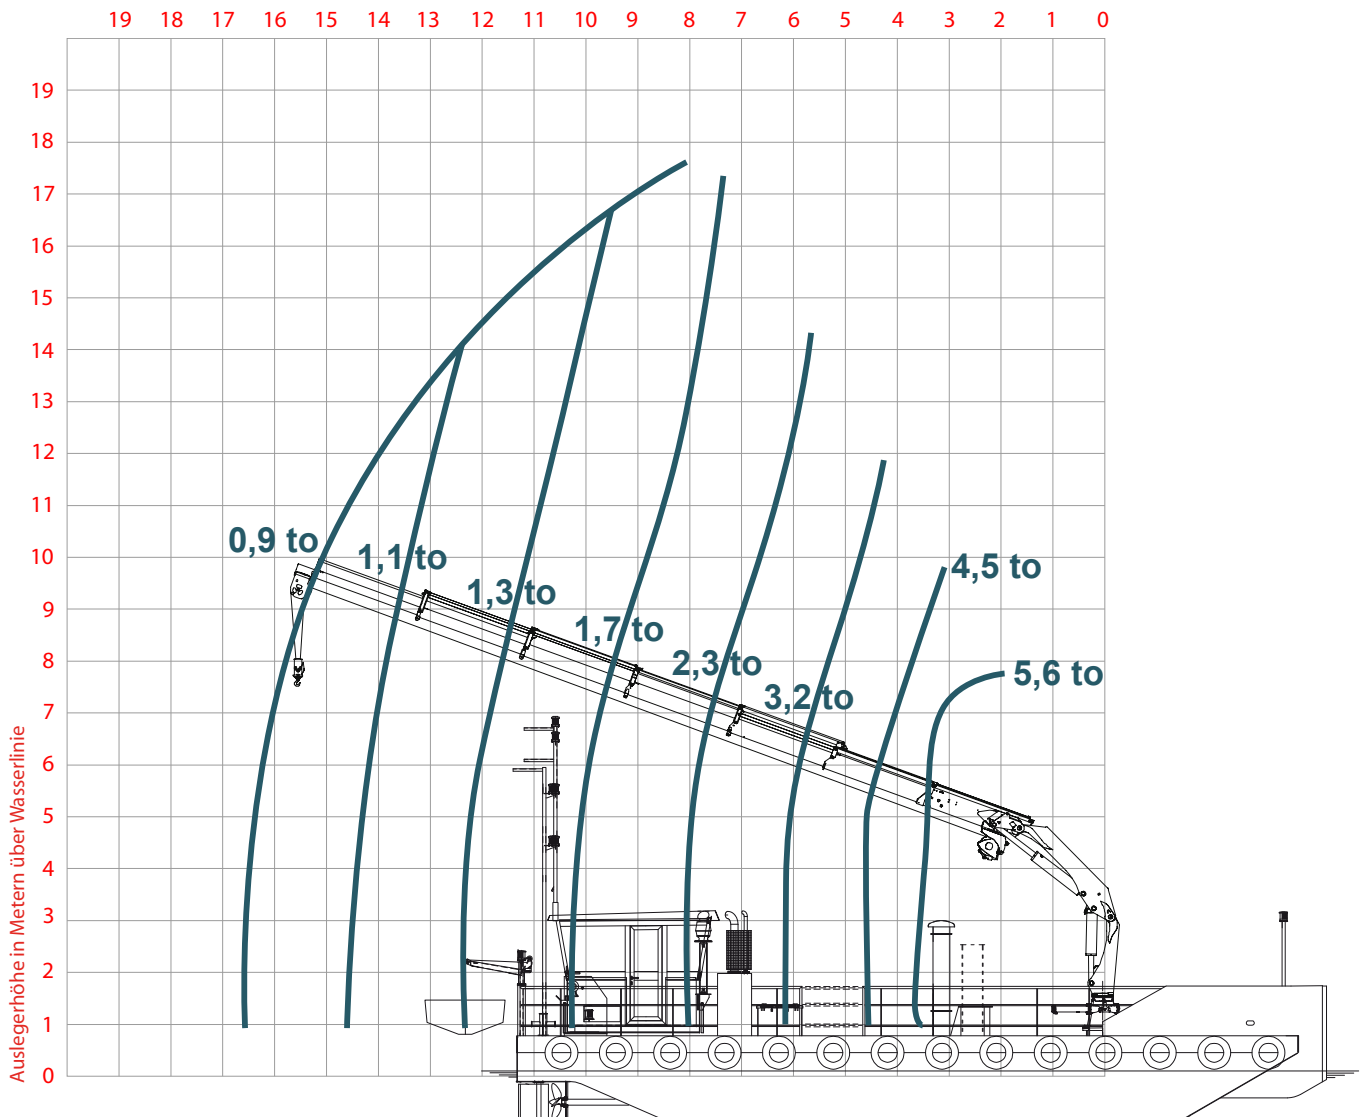 19 18 17 16 15 14 13 12 11 10 9 8 7 6 5 4 3 2 1 0
19
18
17
16
15
14
13
12
11
10
9
8
7
6
5
4
3
2
1
0
Auslegerhöhe in Metern über Wasserlinie
0,9 to
1,1 to
1,3 to
1,7 to
2,3 to
3,2 to
4,5 to
5,6 to